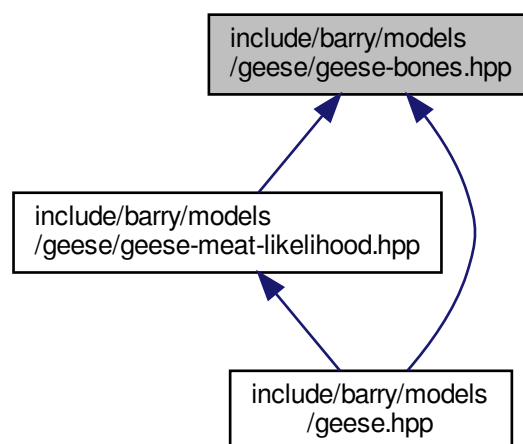 include/barry/models
/geese/geese-bones.hpp
include/barry/models
/geese/geese-meat-likelihood.hpp
include/barry/models
/geese.hpp